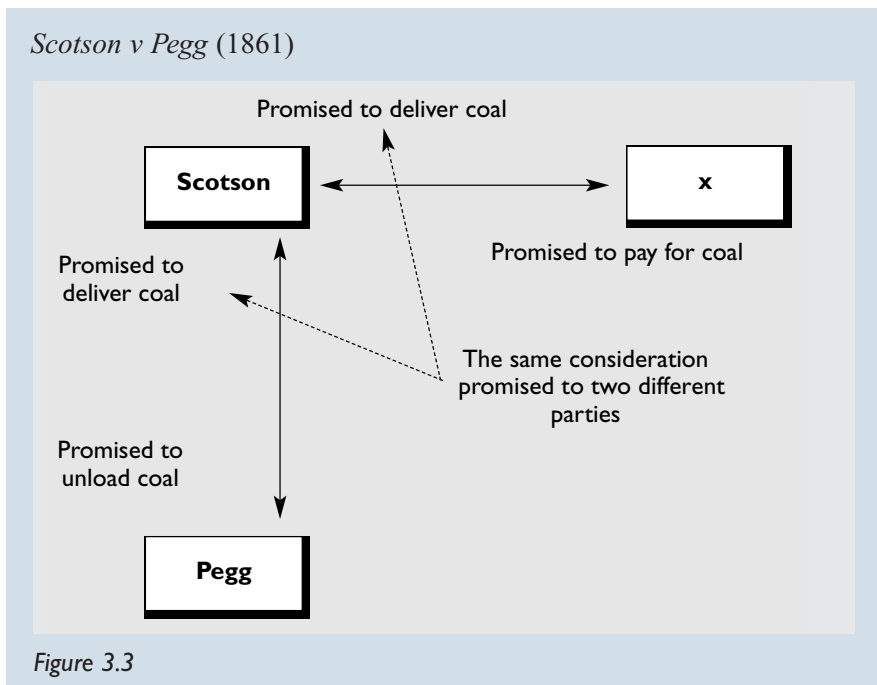 Scotson v Pegg (1861)
Promised to deliver coal
Scotson
x
Promised to
deliver coal
Promised to pay for coal
The same consideration
promised to two different
parties
Promised to
unload coal
Pegg
Figure 3.3